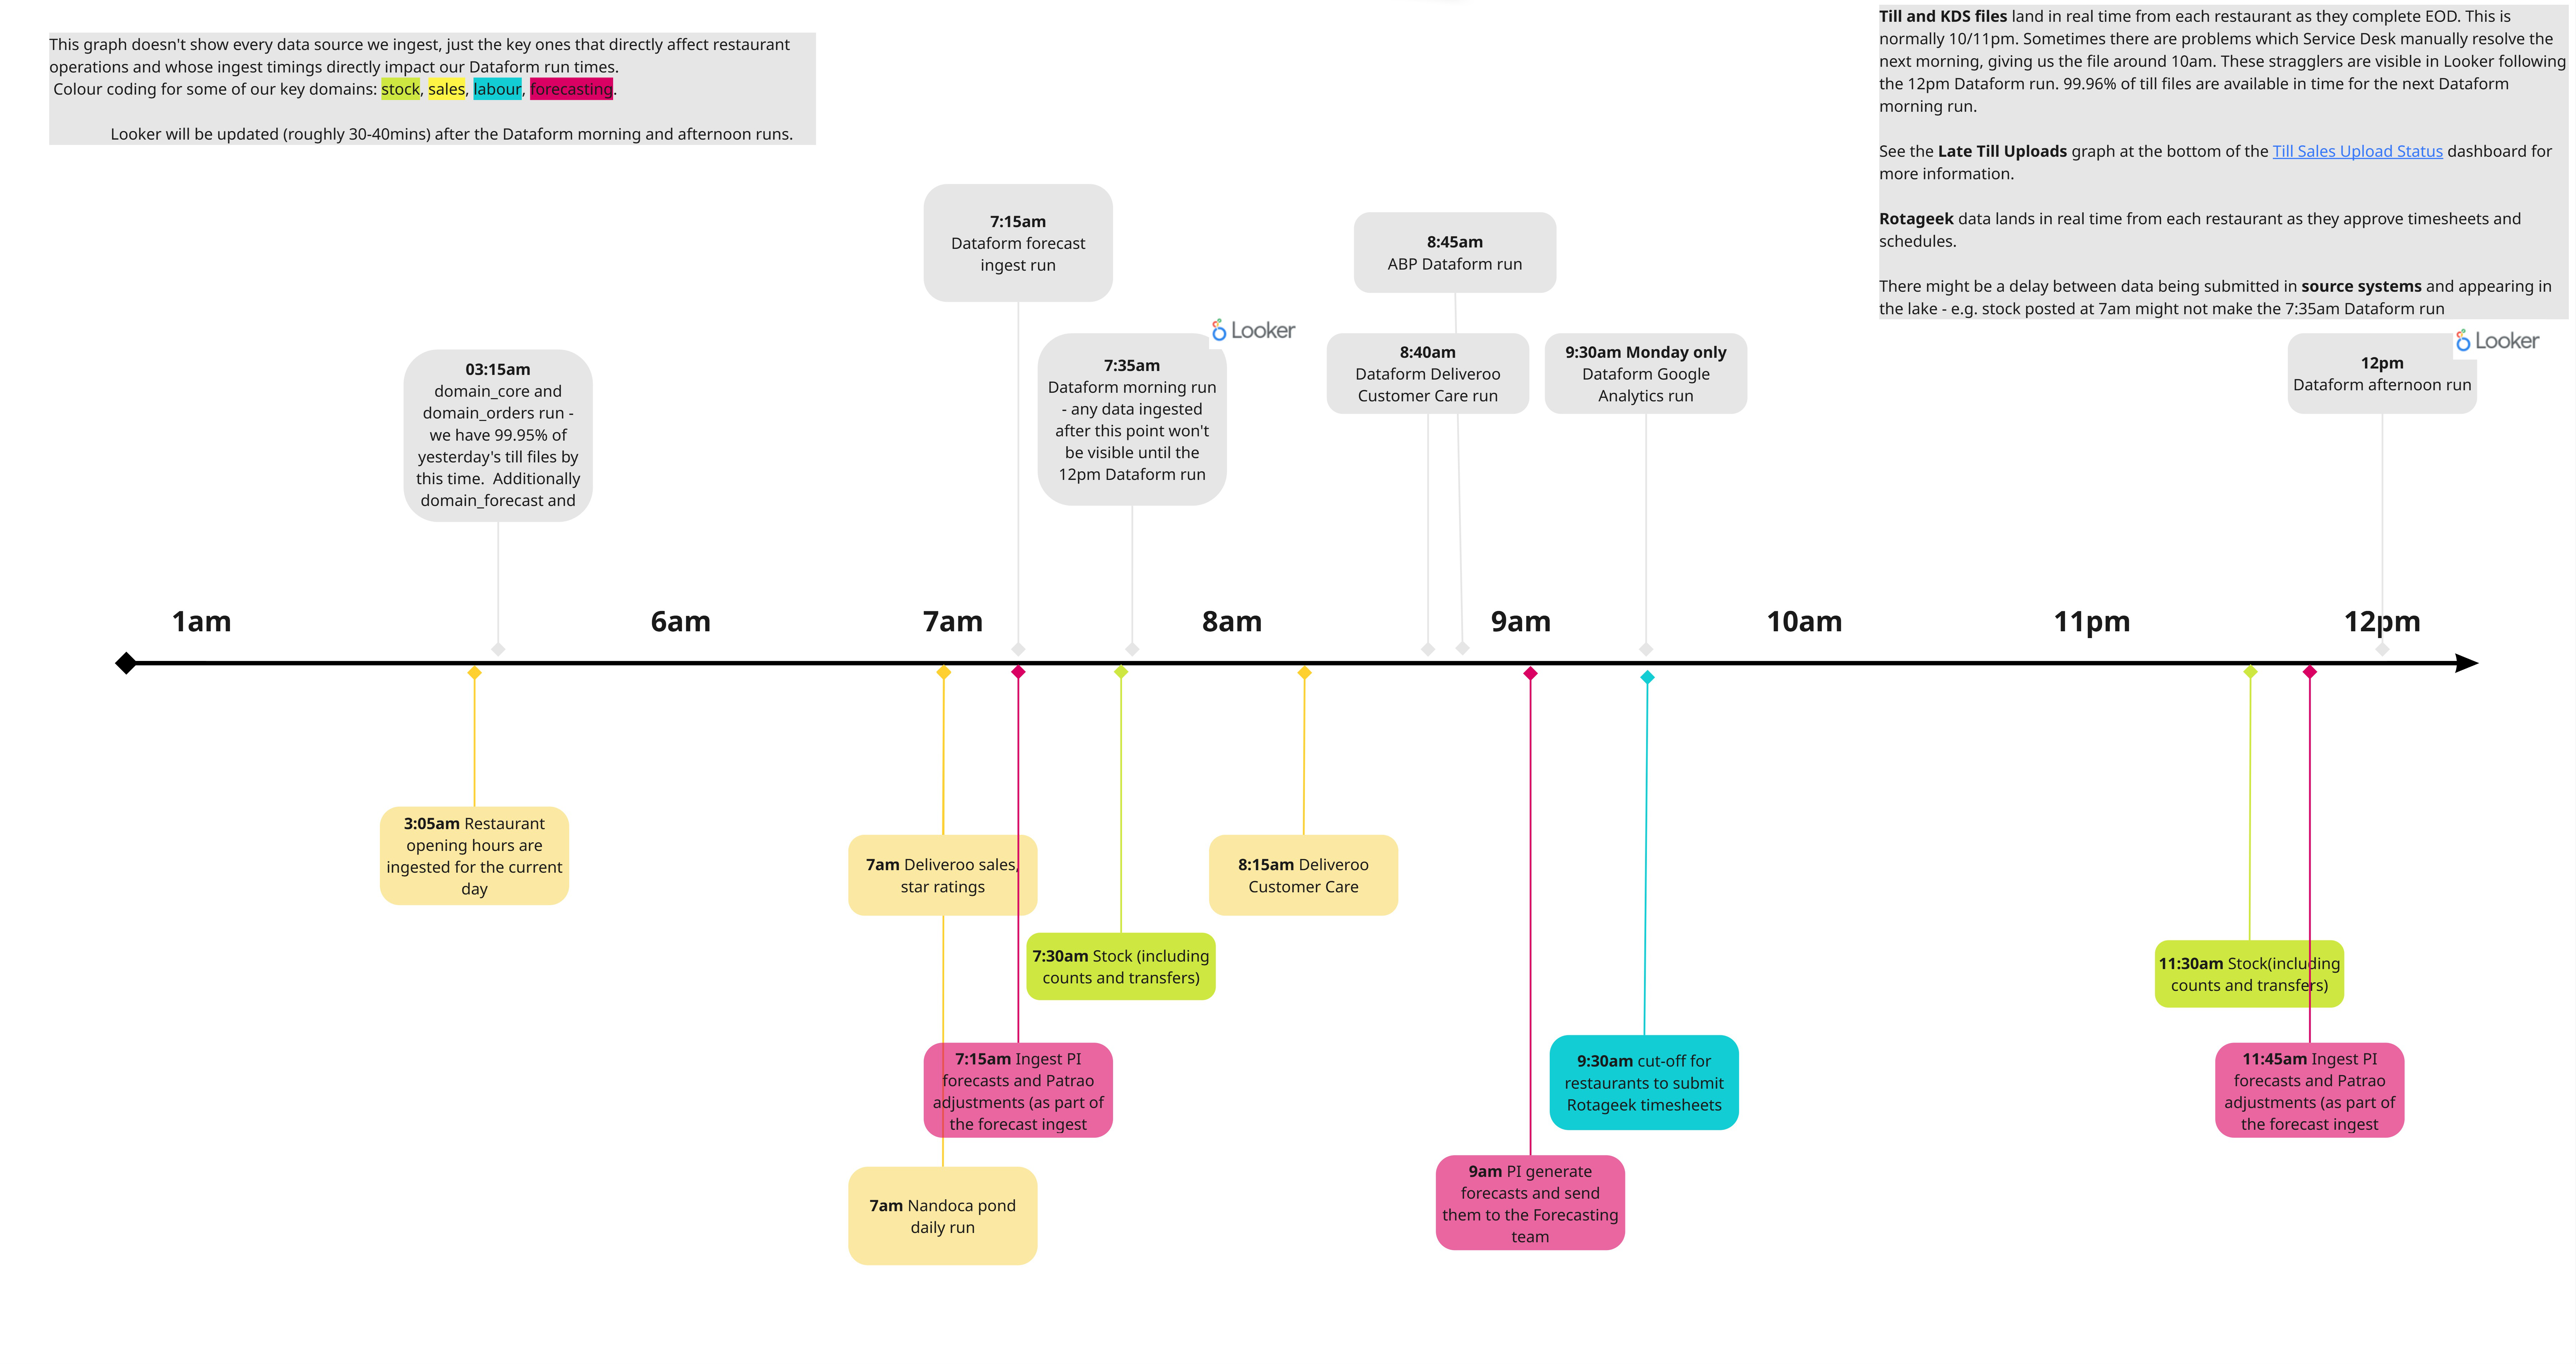 This graph doesn't show every data source we ingest, just the key ones that directly affect restaurant
operations and whose ingest timings directly impact our Dataform run times.
Colour coding for some of our key domains: stock, sales, labour, forecasting.
Looker will be updated (roughly 30-40mins) after the Dataform morning and afternoon runs.
Till and KDS files land in real time from each restaurant as they complete EOD. This is
normally 10/11pm. Sometimes there are problems which Service Desk manually resolve the
next morning, giving us the file around 10am. These stragglers are visible in Looker following
the 12pm Dataform run. 99.96% of till files are available in time for the next Dataform
morning run.
See the Late Till Uploads graph at the bottom of the Till Sales Upload Status dashboard for
more information.
Rotageek data lands in real time from each restaurant as they approve timesheets and
schedules.
There might be a delay between data being submitted in source systems and appearing in
the lake - e.g. stock posted at 7am might not make the 7:35am Dataform run
03:15am
domain_core and
domain_orders run -
we have 99.95% of
yesterday's till files by
this time.  Additionally
domain_forecast and
7:15am
Dataform forecast
ingest run
7:35am
Dataform morning run
- any data ingested
after this point won't
be visible until the
12pm Dataform run
Looker
8:45am
ABP Dataform run
8:40am
Dataform Deliveroo
Customer Care run
9:30am Monday only
Dataform Google
Analytics run
12pm
Dataform afternoon run
Looker
1am
6am
7am
8am
9am
10am
11pm
12pm
3:05am Restaurant
opening hours are
ingested for the current
day
7am Deliveroo sales,
star ratings
7:30am Stock (including
counts and transfers)
7:15am Ingest PI
forecasts and Patrao
adjustments (as part of
the forecast ingest
7am Nandoca pond
daily run
8:15am Deliveroo
Customer Care
9am PI generate
forecasts and send
them to the Forecasting
team
9:30am cut-off for
restaurants to submit
Rotageek timesheets
11:30am Stock(including
counts and transfers)
11:45am Ingest PI
forecasts and Patrao
adjustments (as part of
the forecast ingest